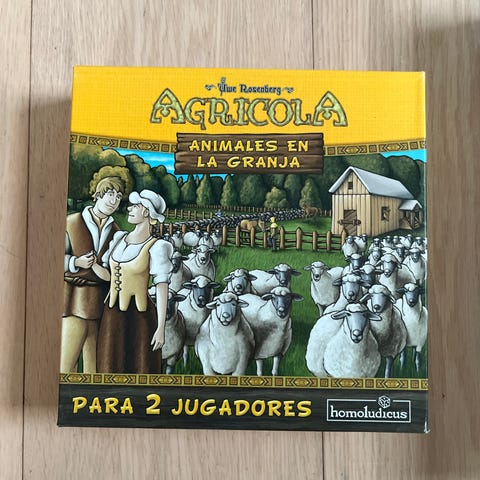 Uwe Rosenberg
AGRICOLA
ANIMALES EN
LA GRANJA
PARA 2 JUGADORES
homoludicus